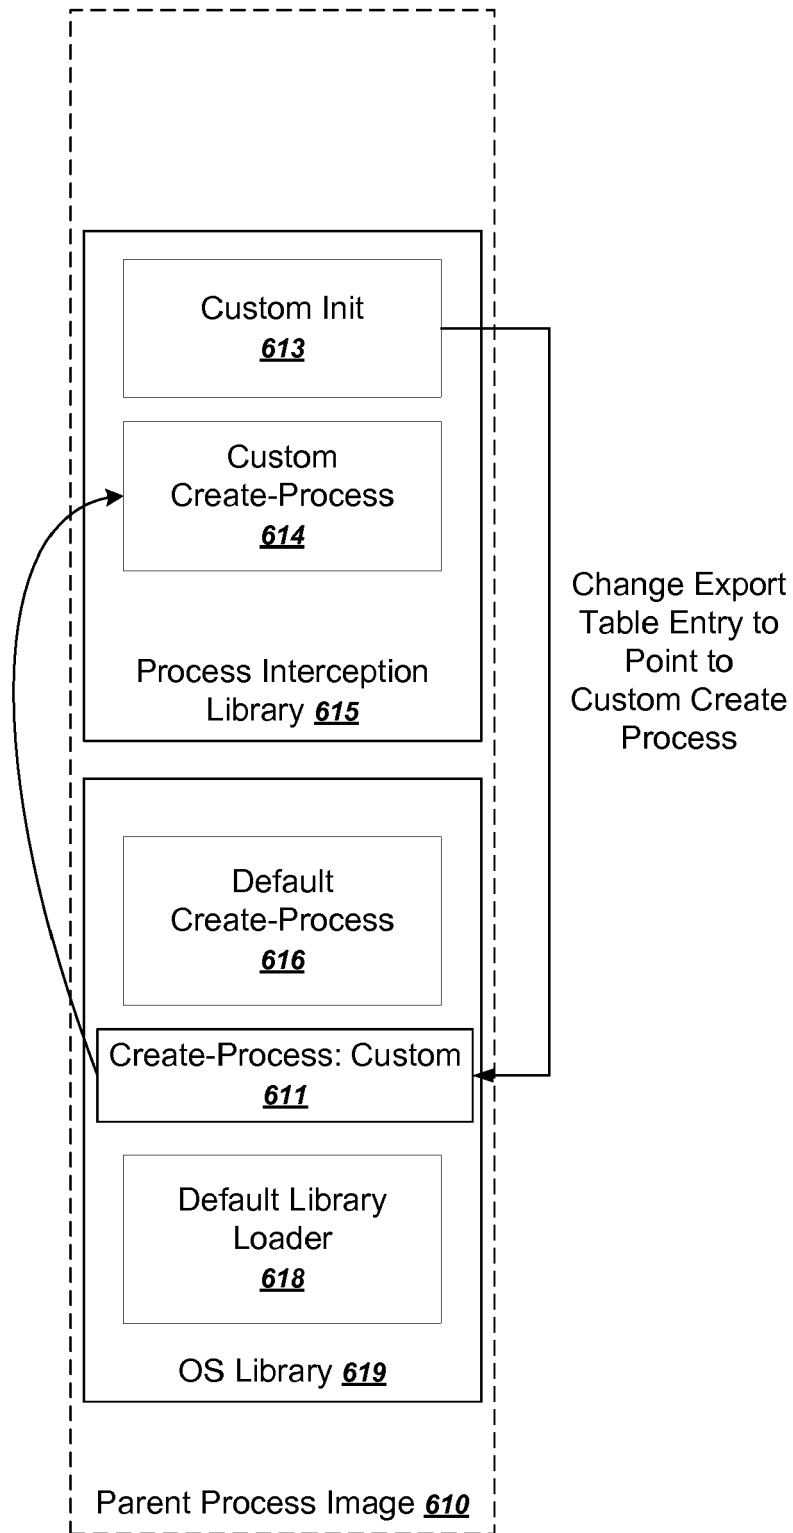 Custom Init
613
Custom
Create-Process
614
Process Interception
Library 615
Change Export
Table Entry to
Point to
Custom Create
Process
Default
Create-Process
616
Create-Process: Custom
611
Default Library
Loader
618
OS Library 619
Parent Process Image 610